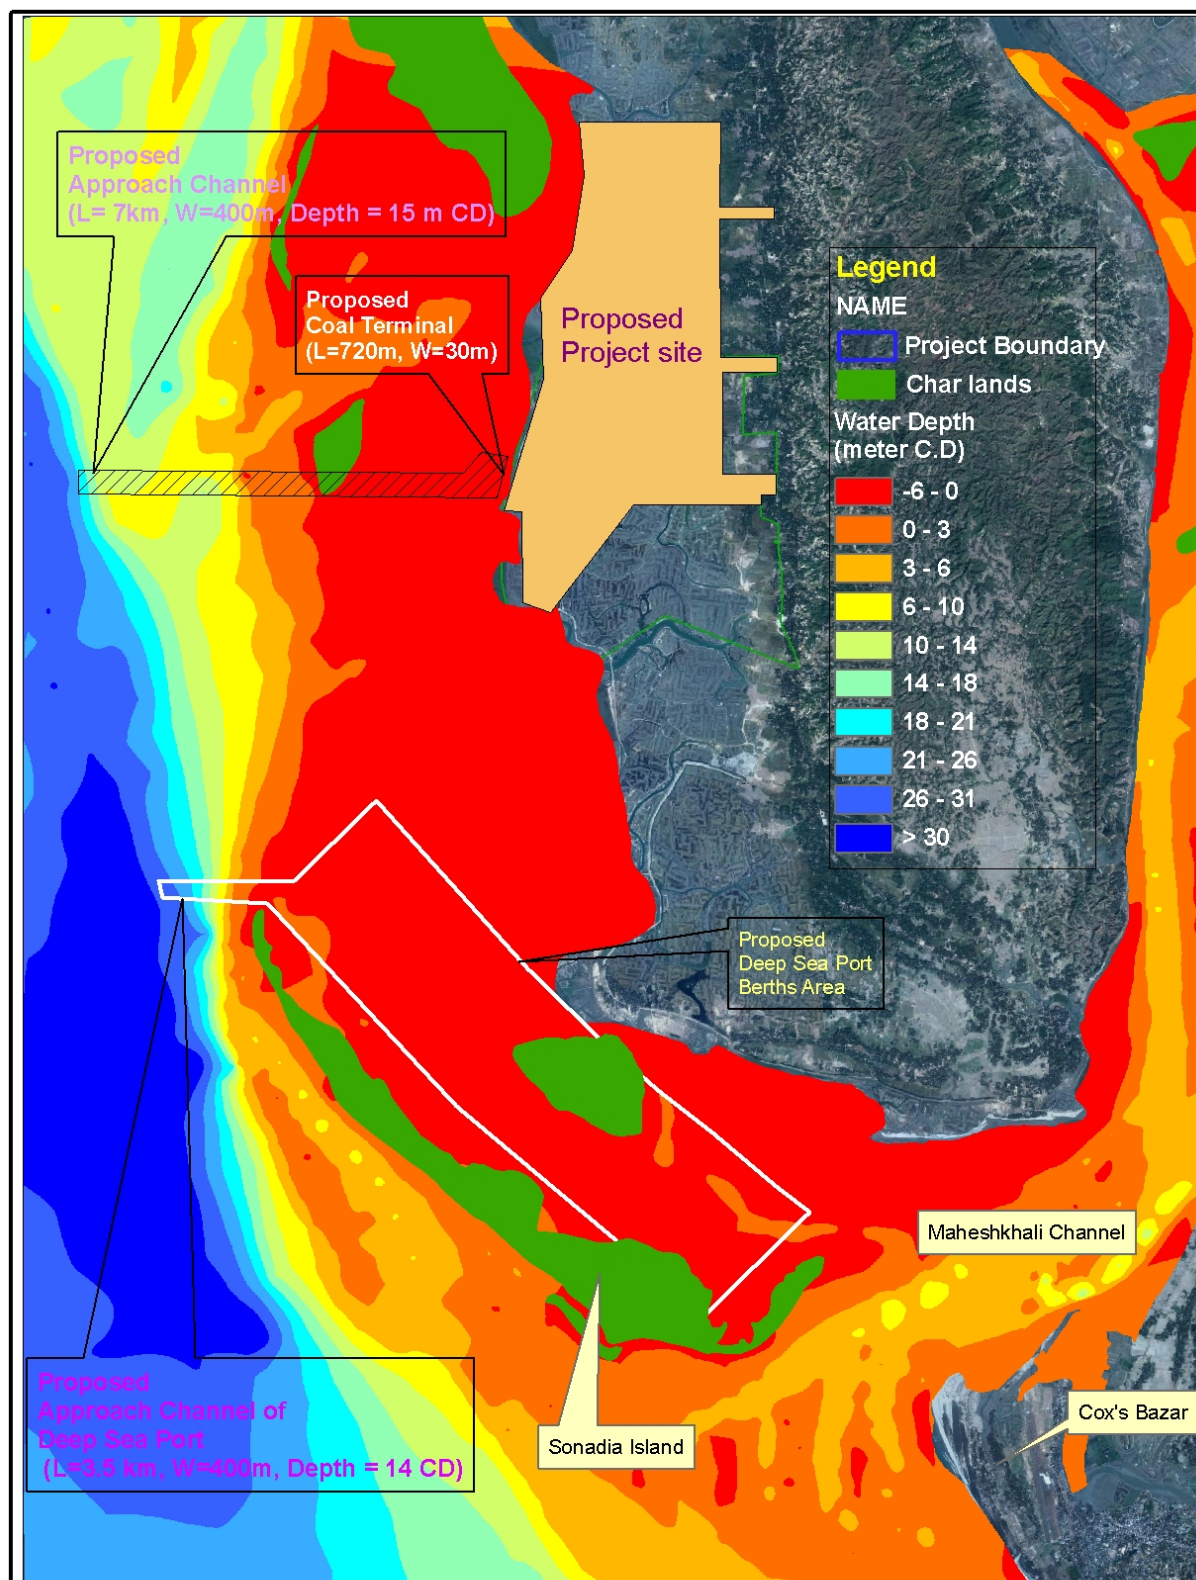 Proposed
Approach Channel
(L= 7km, W=400m, Depth = 15 m CD)
Proposed
Coal Terminal
(L=720m, W=30m)
Proposed
Project site
Legend
NAME
Project Boundary
Char lands
Water Depth
(meter C.D)
-6 - 0
0 - 3
3 - 6
6 - 10
10 - 14
14 - 18
18 - 21
21 - 26
26 - 31
> 30
Proposed
Deep Sea Port
Berths Area
Maheshkhali Channel
Proposed
Approach Channel of
Deep Sea Port
(L=3.5 km, W=400m, Depth = 14 CD)
Sonadia Island
Cox's Bazar